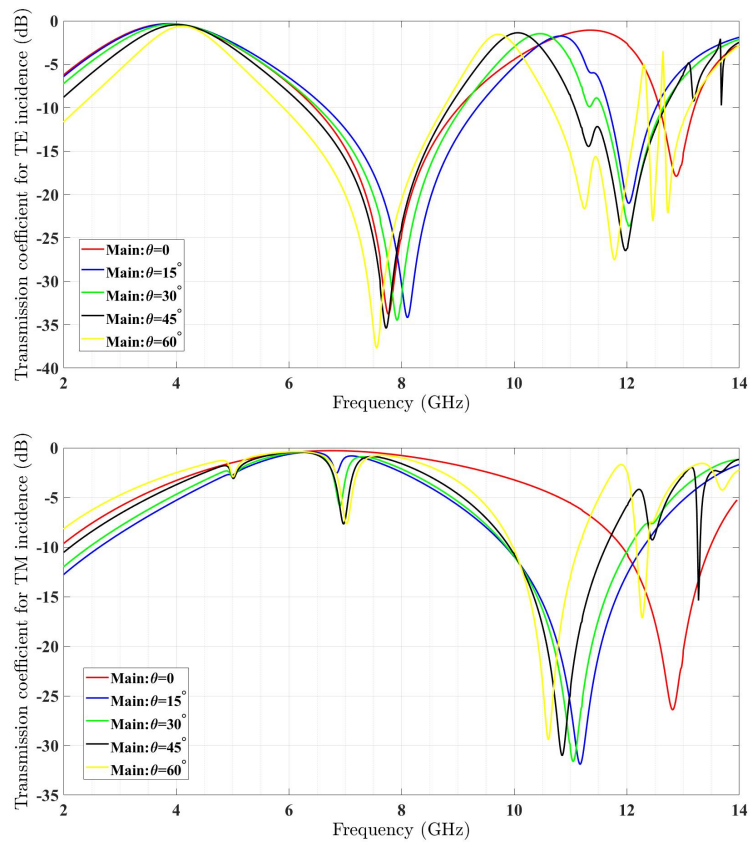 Transmission coefficient for TE incidence (dB)
0
-5
-10
-15
-20
-25
-30
-35
-40
Main:θ=0
Main:θ=15°
Main:θ=30°
Main:θ=45°
Main:θ=60°
2 4 6 8 10 12 14
Frequency (GHz)
Transmission coefficient for TM incidence (dB)
0
-5
-10
-15
-20
-25
-30
-35
Main:θ=0
Main:θ=15°
Main:θ=30°
Main:θ=45°
Main:θ=60°
2 4 6 8 10 12 14
Frequency (GHz)